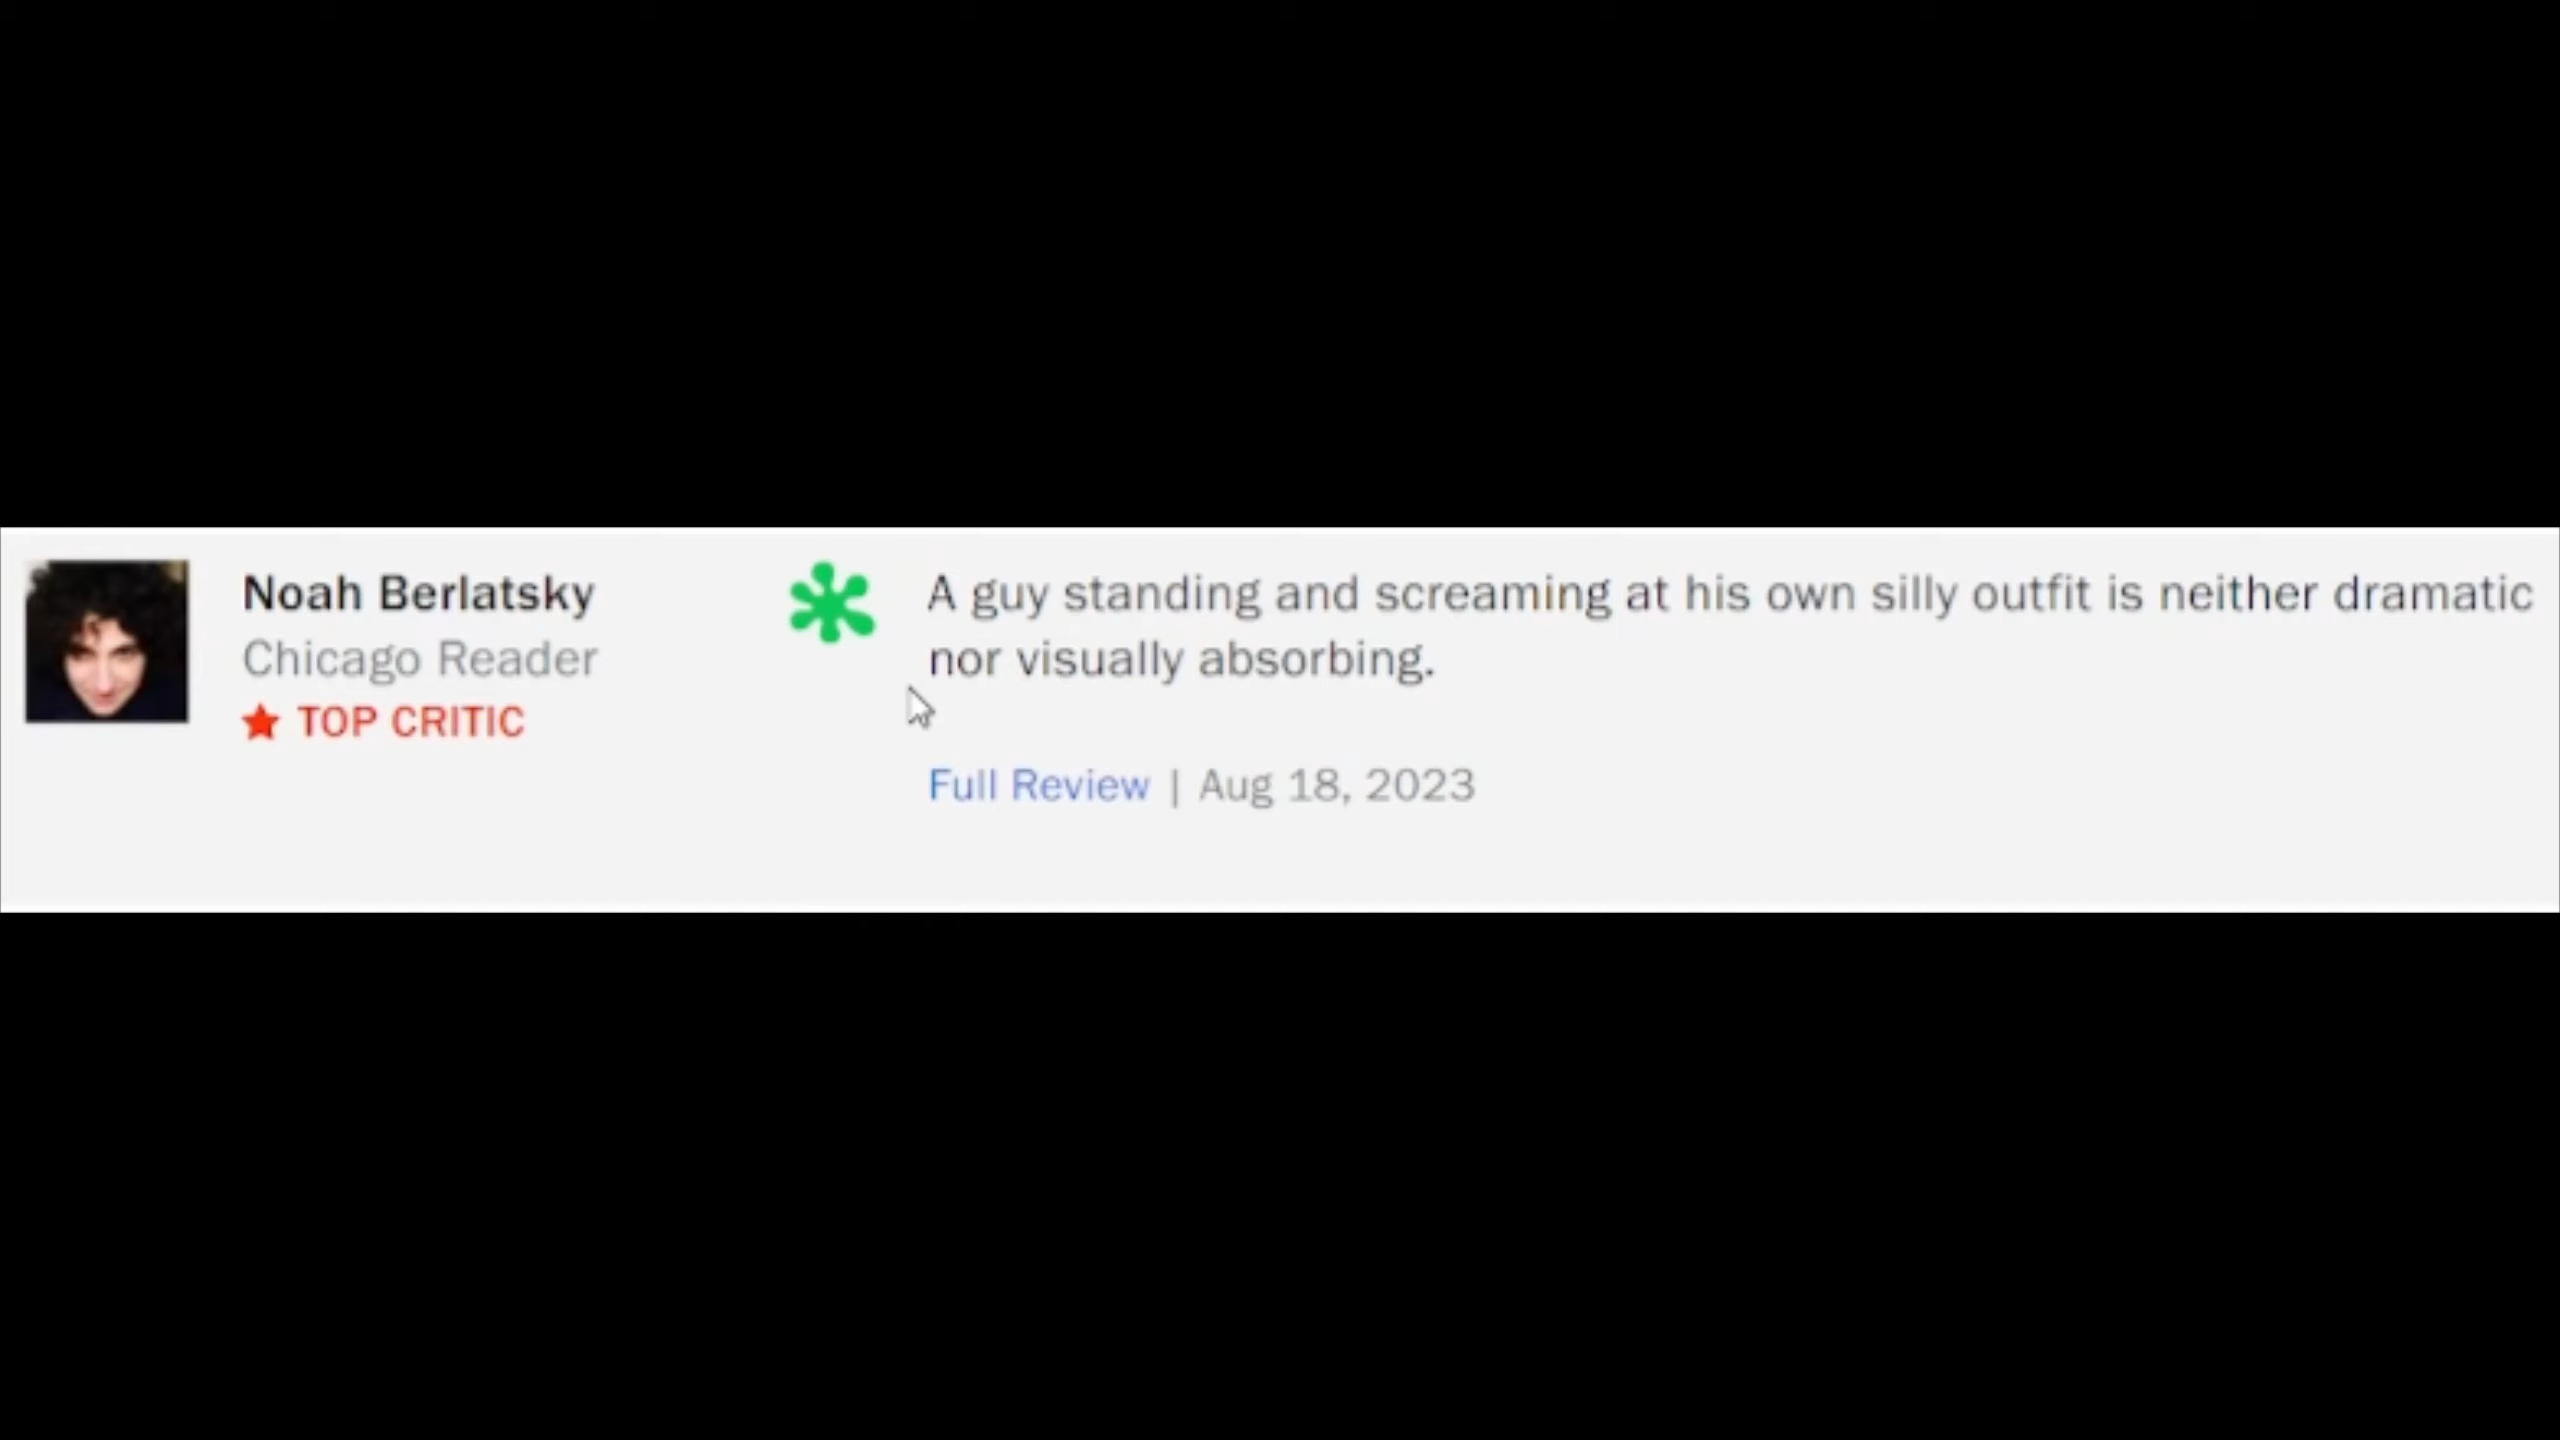 Noah Berlatsky
Chicago Reader
TOP CRITIC
A guy standing and screaming at his own silly outfit is neither dramatic
nor visually absorbing.
Full Review | Aug 18, 2023